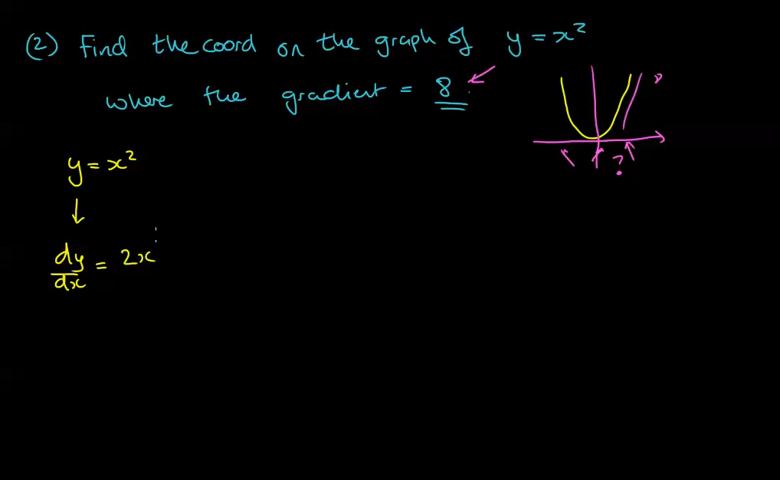 (2) Find the coord on the graph of y = x²
where the gradient = 8
?
y = x²
dy/dx = 2x